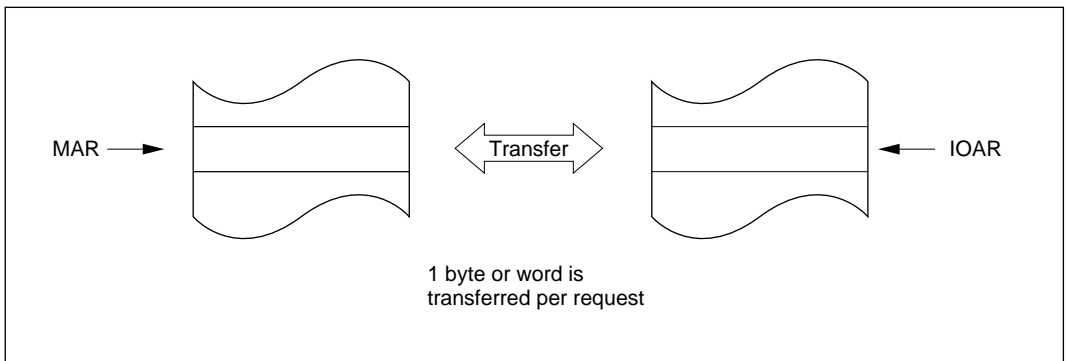 MAR
Transfer
IOAR
1 byte or word is
transferred per request